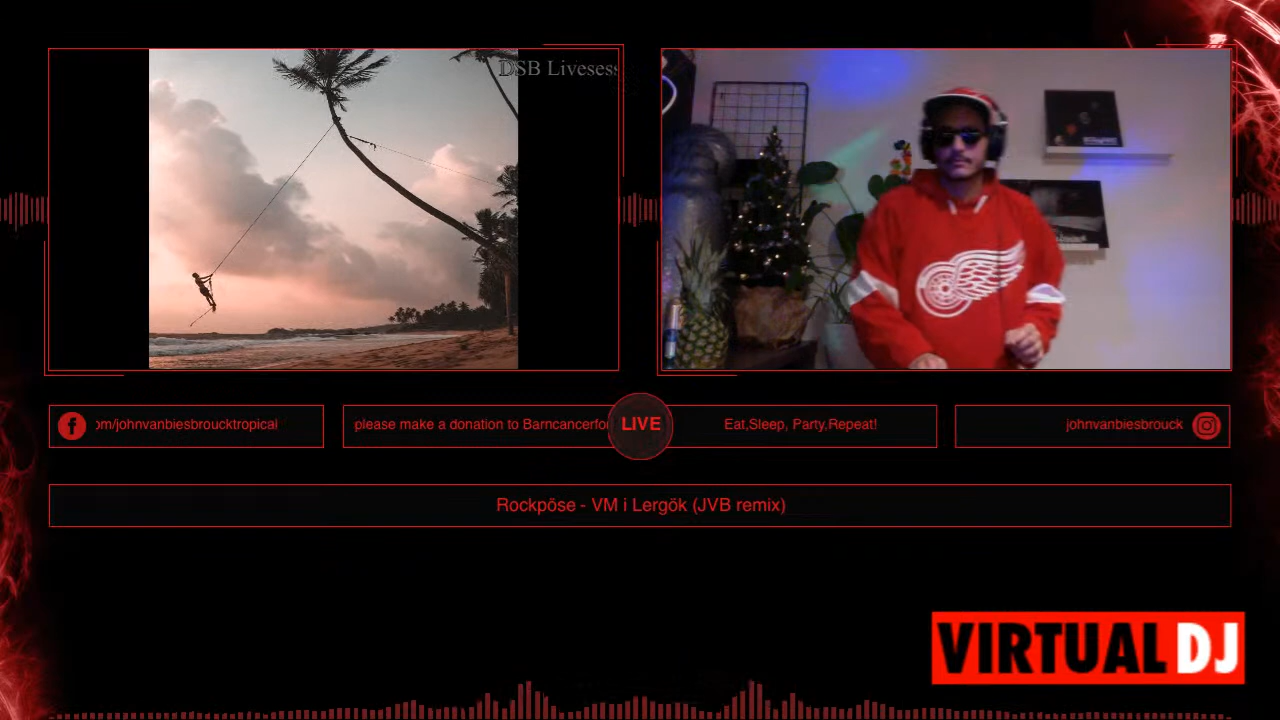 DSB Livesess
om/johnvanbiesbroucktropical
please make a donation to Barncancerfor
LIVE
Eat,Sleep, Party,Repeat!
johnvanbiesbrouck
Rockpöse - VM i Lergök (JVB remix)
VIRTUAL DJ